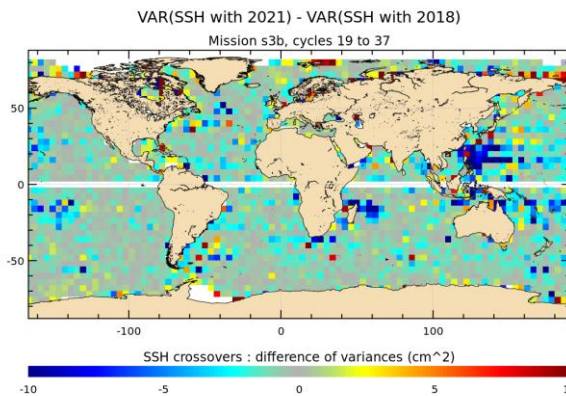 VAR(SSH with 2021) - VAR(SSH with 2018)
Mission s3b, cycles 19 to 37
50
0
-50
-100 0 100
SSH crossovers : difference of variances (cm^2)
-10 -5 0 5 1